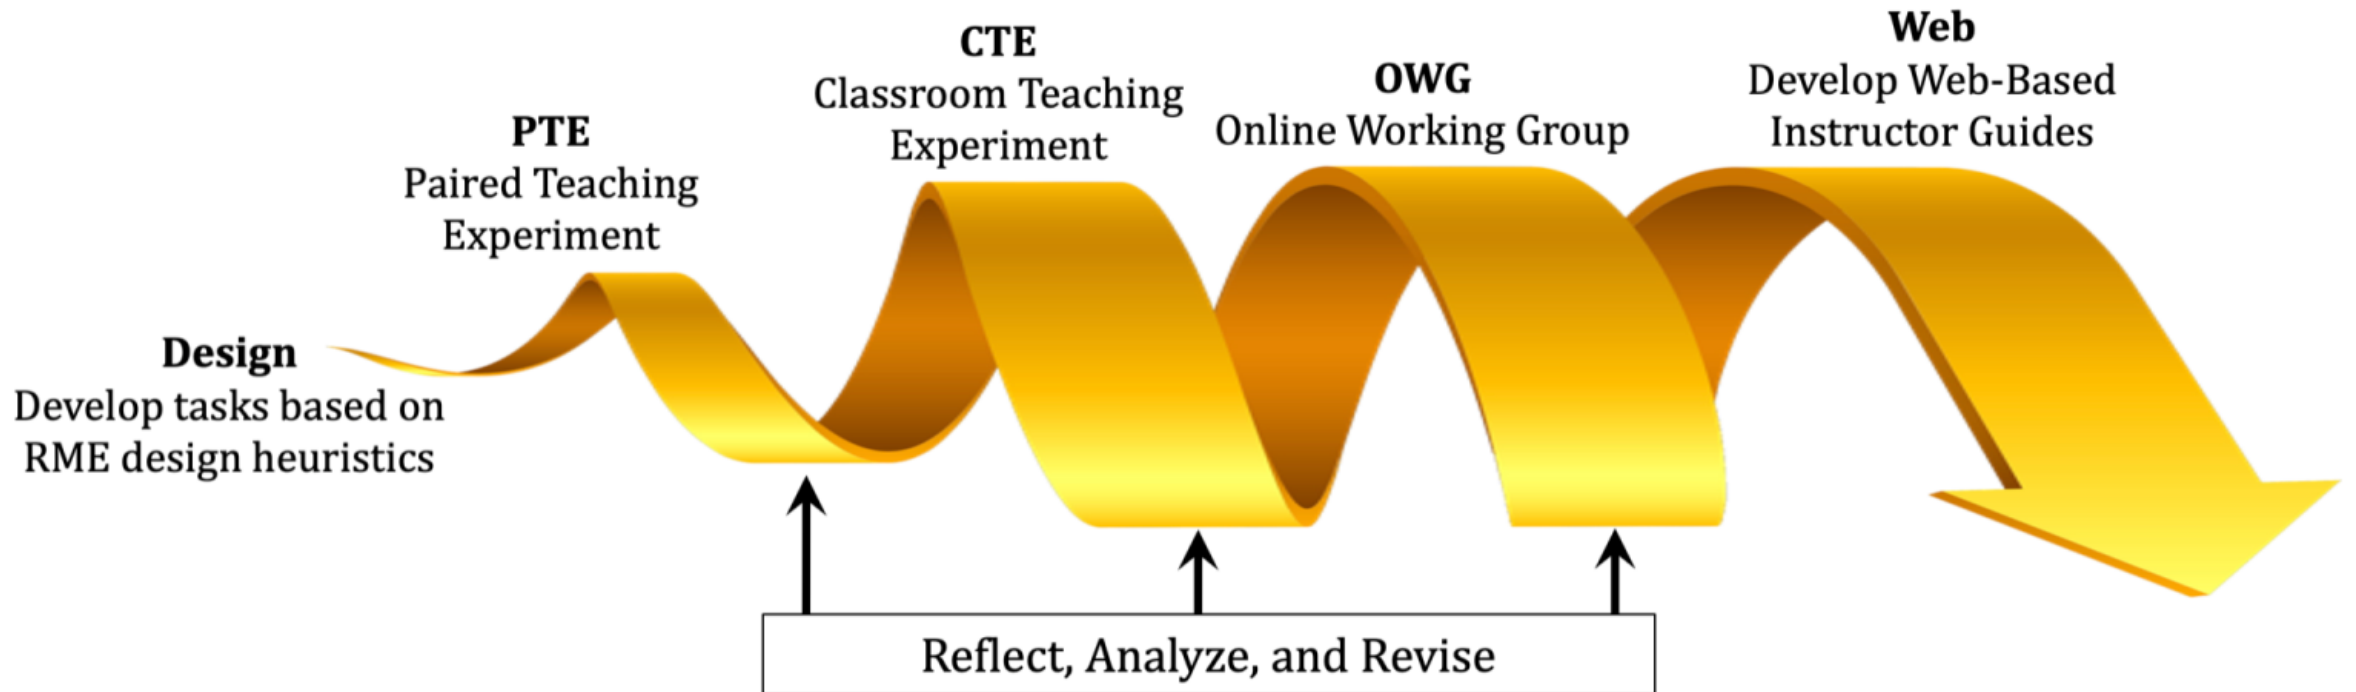 Design
Develop tasks based on
RME design heuristics
PTE
Paired Teaching
Experiment
CTE
Classroom Teaching
Experiment
OWG
Online Working Group
Web
Develop Web-Based
Instructor Guides
Reflect, Analyze, and Revise